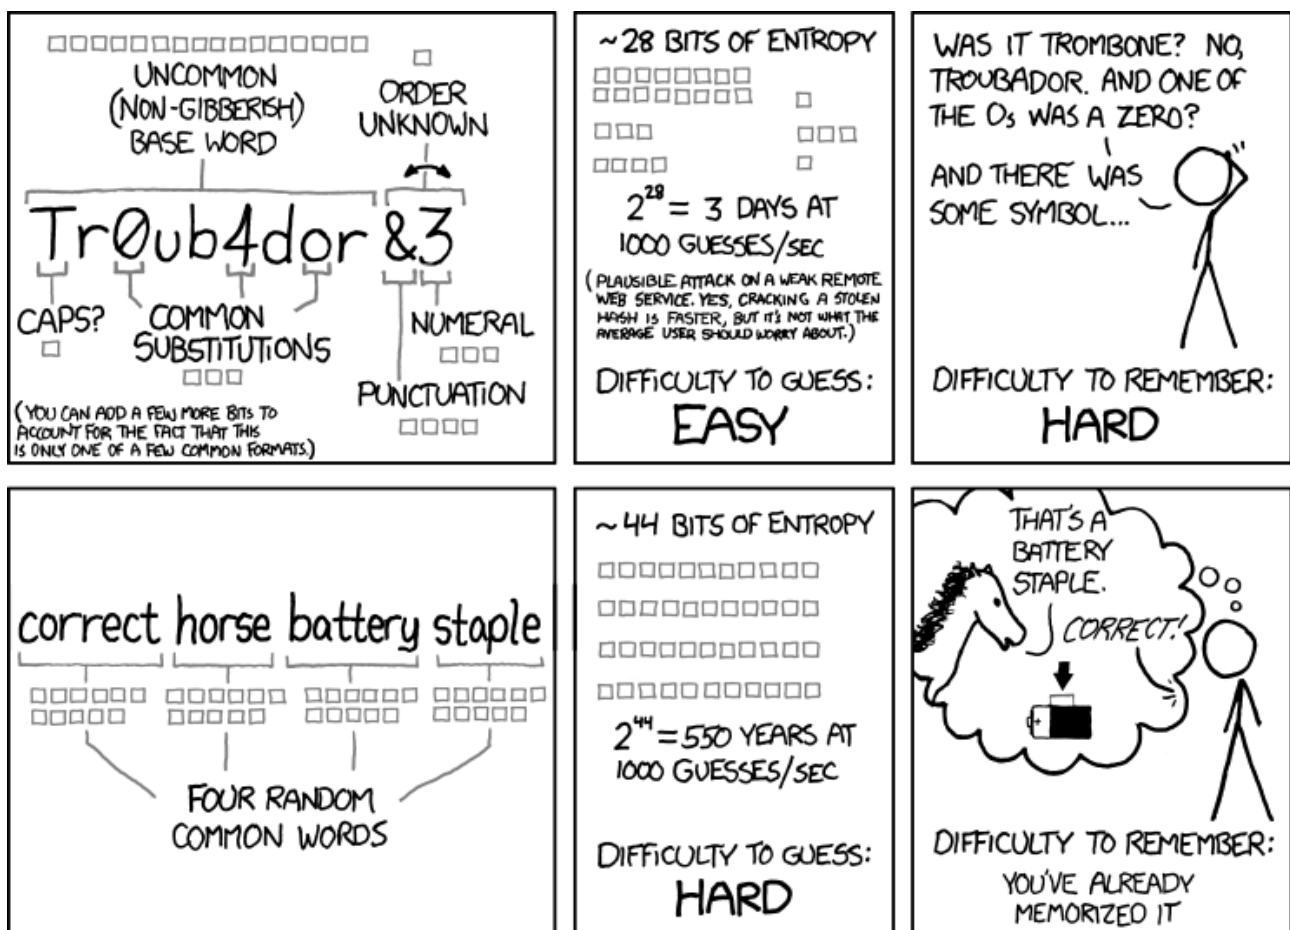 UNCOMMON
(NON-GIBBERISH)
BASE WORD
ORDER
UNKNOWN
Tr0ub4dor &3
CAPS?
COMMON
SUBSTITUTIONS
NUMERAL
PUNCTUATION
(YOU CAN ADD A FEW MORE BITS TO
ACCOUNT FOR THE FACT THAT THIS
IS ONLY ONE OF A FEW COMMON FORMATS.)
~28 BITS OF ENTROPY
2^28 = 3 DAYS AT
1000 GUESSES/SEC
(PLAUSIBLE ATTACK ON A WEAK REMOTE
WEB SERVICE. YES, CRACKING A STOLEN
HASH IS FASTER, BUT IT'S NOT WHAT THE
AVERAGE USER SHOULD WORRY ABOUT.)
DIFFICULTY TO GUESS:
EASY
WAS IT TROMBONE? NO,
TROUBADOR. AND ONE OF
THE Os WAS A ZERO?
AND THERE WAS
SOME SYMBOL...
DIFFICULTY TO REMEMBER:
HARD
correct horse battery staple
FOUR RANDOM
COMMON WORDS
~44 BITS OF ENTROPY
2^44 = 550 YEARS AT
1000 GUESSES/SEC
DIFFICULTY TO GUESS:
HARD
THAT'S A
BATTERY
STAPLE.
CORRECT!
+
DIFFICULTY TO REMEMBER:
YOU'VE ALREADY
MEMORIZED IT